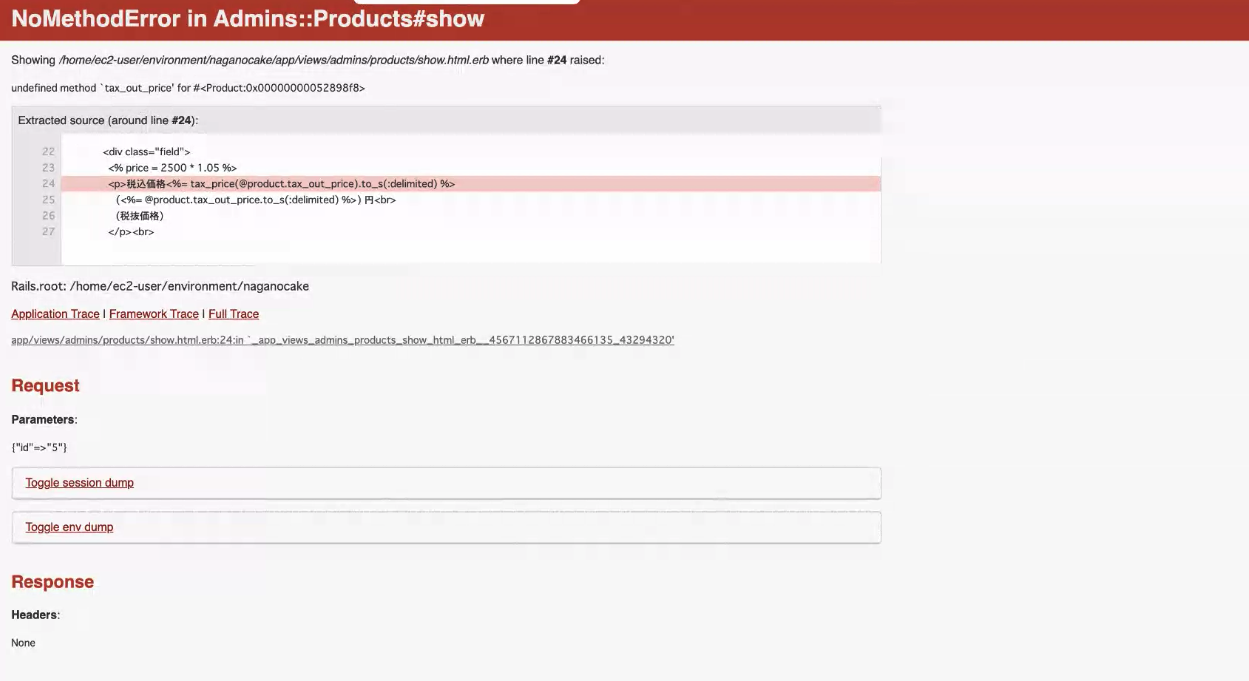 NoMethodError in Admins::Products#show
Showing /home/ec2-user/environment/naganocake/app/views/admins/products/show.html.erb where line #24 raised:
undefined method `tax_out_price' for #<Product:0x00000000052898f8>
Extracted source (around line #24):
22 <div class="field">
23 <% price = 2500 * 1.05 %>
24 <p>税込価格<%= tax_price(@product.tax_out_price).to_s(:delimited) %>
25 (<%= @product.tax_out_price.to_s(:delimited) %>) 円<br>
26 (税抜価格)
27 </p><br>
Rails.root: /home/ec2-user/environment/naganocake
Application Trace | Framework Trace | Full Trace
app/views/admins/products/show.html.erb:24:in `_app_views_admins_products_show_html_erb__4567112867883466135_43294320'
Request
Parameters:
{"id"=>"5"}
Toggle session dump
Toggle env dump
Response
Headers:
None